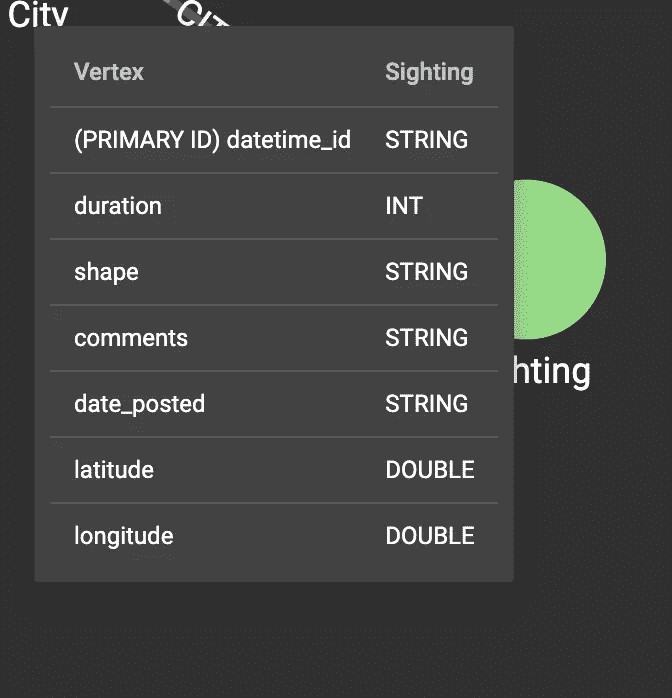 City
CIT
Vertex Sighting
(PRIMARY ID) datetime_id STRING
duration INT
shape STRING
comments STRING
date_posted STRING
latitude DOUBLE
longitude DOUBLE
hting